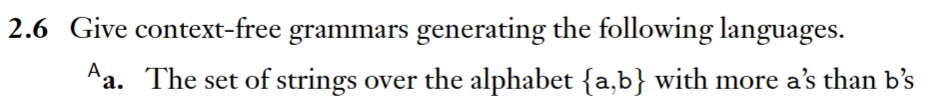 2.6 Give context-free grammars generating the following languages.
ᴬa. The set of strings over the alphabet {a,b} with more a’s than b’s